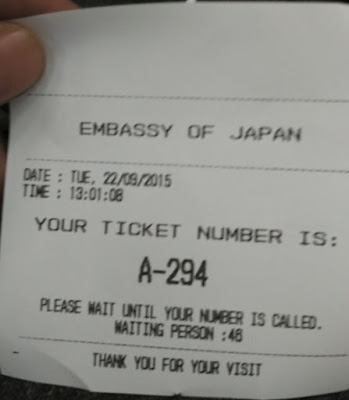 EMBASSY OF JAPAN
DATE : TUE, 22/09/2015
TIME : 13:01:08
YOUR TICKET NUMBER IS:
A-294
PLEASE WAIT UNTIL YOUR NUMBER IS CALLED.
WAITING PERSON :46
THANK YOU FOR YOUR VISIT